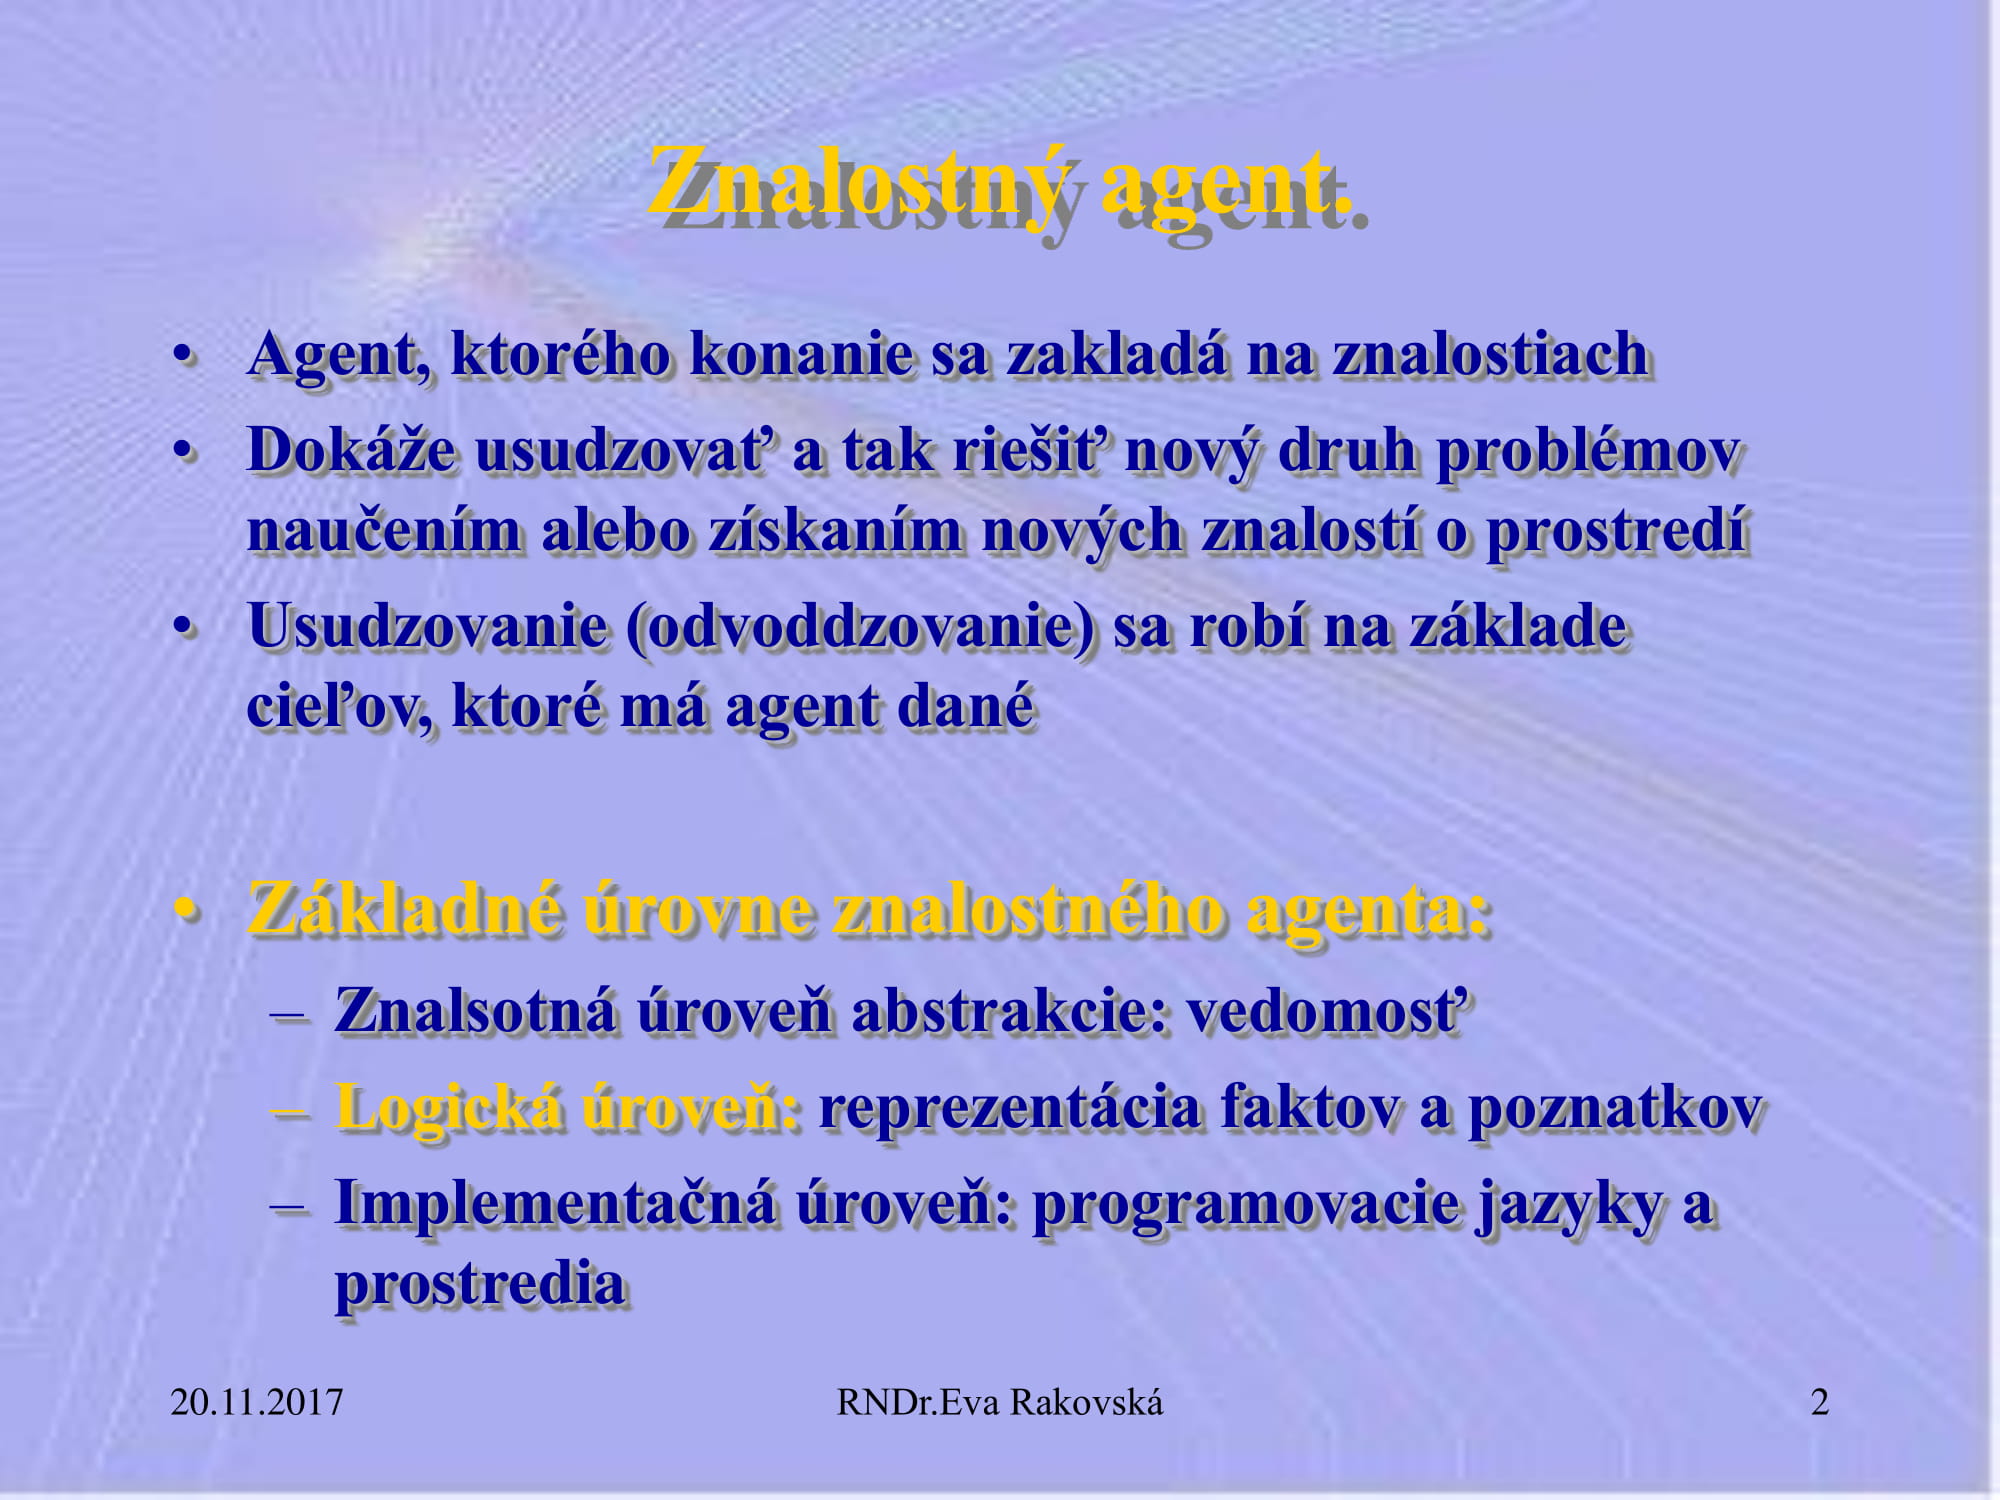 Znalostný agent.
• Agent, ktorého konanie sa zakladá na znalostiach
• Dokáže usudzovať a tak riešiť nový druh problémov
naučením alebo získaním nových znalostí o prostredí
• Usudzovanie (odvoddzovanie) sa robí na základe
cieľov, ktoré má agent dané
• Základné úrovne znalostného agenta:
– Znalsotná úroveň abstrakcie: vedomosť
– Logická úroveň: reprezentácia faktov a poznatkov
– Implementačná úroveň: programovacie jazyky a
prostredia
20.11.2017 RNDr.Eva Rakovská 2